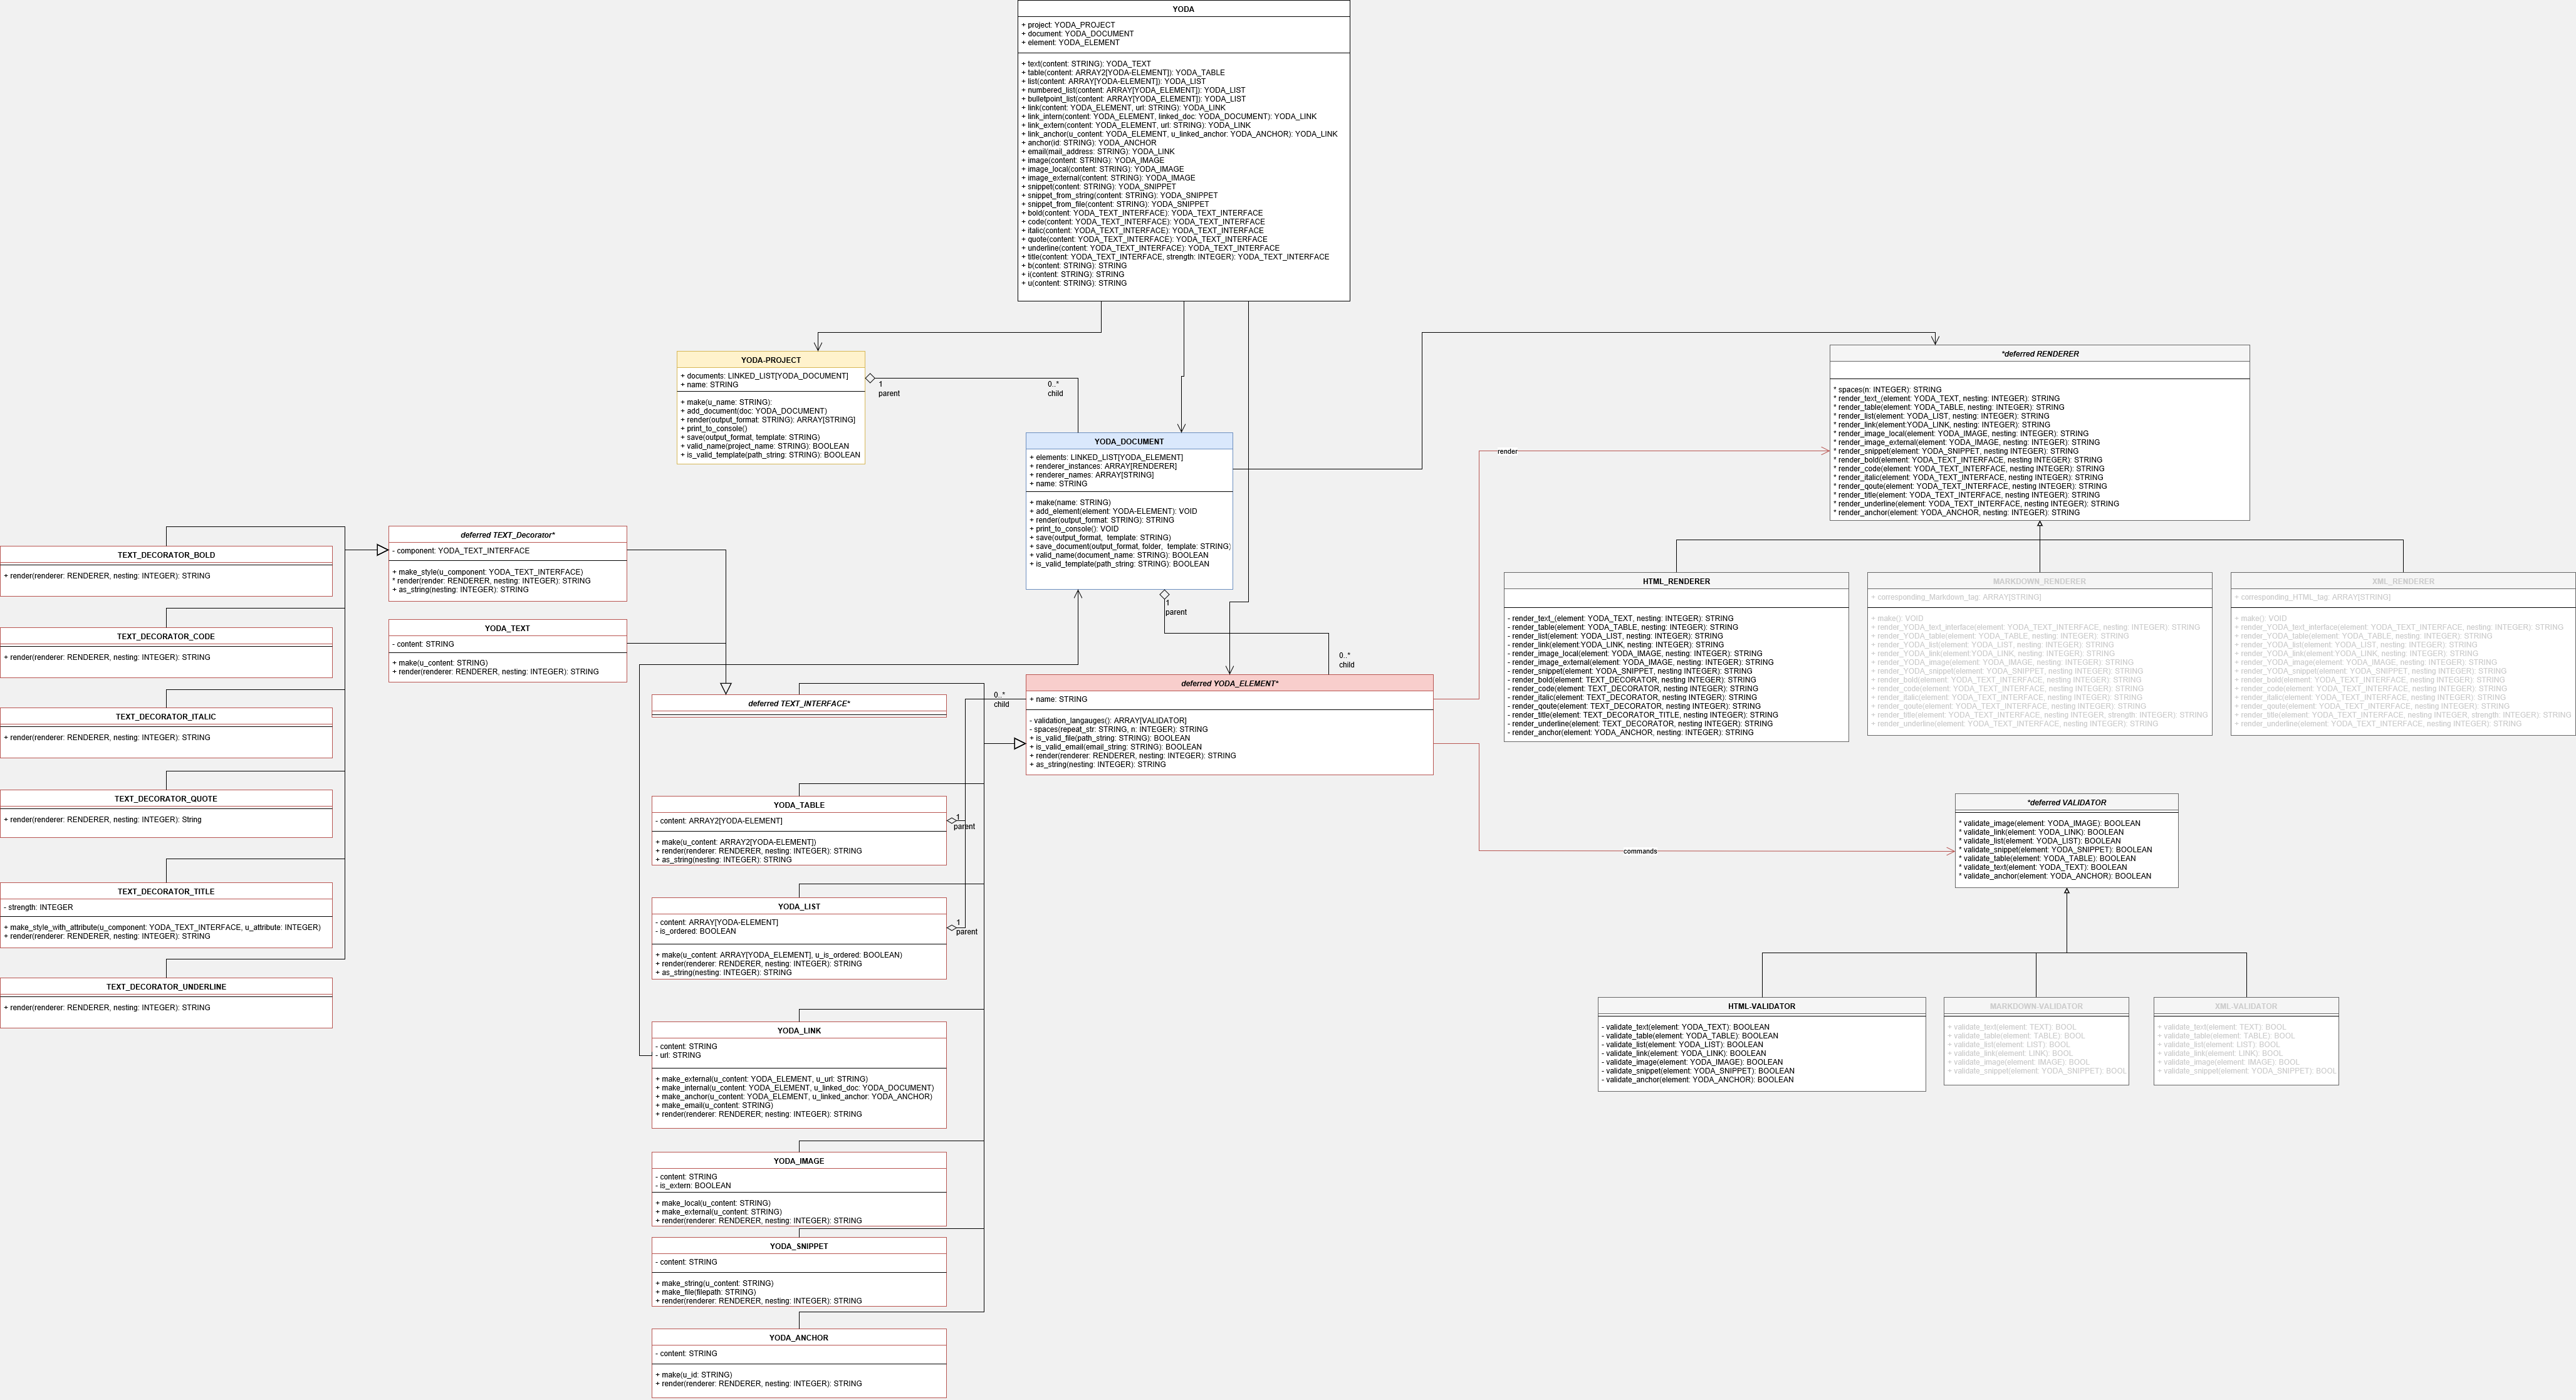 YODA
+ project: YODA_PROJECT
+ document: YODA_DOCUMENT
+ element: YODA_ELEMENT
+ text(content: STRING): YODA_TEXT
+ table(content: ARRAY2[YODA-ELEMENT]): YODA_TABLE
+ list(content: ARRAY[YODA-ELEMENT]): YODA_LIST
+ numbered_list(content: ARRAY[YODA_ELEMENT]): YODA_LIST
+ bulletpoint_list(content: ARRAY[YODA_ELEMENT]): YODA_LIST
+ link(content: YODA_ELEMENT, url: STRING): YODA_LINK
+ link_intern(content: YODA_ELEMENT, linked_doc: YODA_DOCUMENT): YODA_LINK
+ link_extern(content: YODA_ELEMENT, url: STRING): YODA_LINK
+ link_anchor(u_content: YODA_ELEMENT, u_linked_anchor: YODA_ANCHOR): YODA_LINK
+ anchor(id: STRING): YODA_ANCHOR
+ email(mail_address: STRING): YODA_LINK
+ image(content: STRING): YODA_IMAGE
+ image_local(content: STRING): YODA_IMAGE
+ image_external(content: STRING): YODA_IMAGE
+ snippet(content: STRING): YODA_SNIPPET
+ snippet_from_string(content: STRING): YODA_SNIPPET
+ snippet_from_file(content: STRING): YODA_SNIPPET
+ bold(content: YODA_TEXT_INTERFACE): YODA_TEXT_INTERFACE
+ code(content: YODA_TEXT_INTERFACE): YODA_TEXT_INTERFACE
+ italic(content: YODA_TEXT_INTERFACE): YODA_TEXT_INTERFACE
+ quote(content: YODA_TEXT_INTERFACE): YODA_TEXT_INTERFACE
+ underline(content: YODA_TEXT_INTERFACE): YODA_TEXT_INTERFACE
+ title(content: YODA_TEXT_INTERFACE, strength: INTEGER): YODA_TEXT_INTERFACE
+ b(content: STRING): STRING
+ i(content: STRING): STRING
+ u(content: STRING): STRING
YODA-PROJECT
+ documents: LINKED_LIST[YODA_DOCUMENT]
+ name: STRING
+ make(u_name: STRING):
+ add_document(doc: YODA_DOCUMENT)
+ render(output_format: STRING): ARRAY[STRING]
+ print_to_console()
+ save(output_format, template: STRING)
+ valid_name(project_name: STRING): BOOLEAN
+ is_valid_template(path_string: STRING): BOOLEAN
1
parent
0..*
child
YODA_DOCUMENT
+ elements: LINKED_LIST[YODA_ELEMENT]
+ renderer_instances: ARRAY[RENDERER]
+ renderer_names: ARRAY[STRING]
+ name: STRING
+ make(name: STRING)
+ add_element(element: YODA-ELEMENT): VOID
+ render(output_format: STRING): STRING
+ print_to_console(): VOID
+ save(output_format,  template: STRING)
+ save_document(output_format, folder,  template: STRING)
+ valid_name(document_name: STRING): BOOLEAN
+ is_valid_template(path_string: STRING): BOOLEAN
1
parent
0..*
child
*deferred RENDERER
* spaces(n: INTEGER): STRING
* render_text_(element: YODA_TEXT, nesting: INTEGER): STRING
* render_table(element: YODA_TABLE, nesting: INTEGER): STRING
* render_list(element: YODA_LIST, nesting: INTEGER): STRING
* render_link(element:YODA_LINK, nesting: INTEGER): STRING
* render_image_local(element: YODA_IMAGE, nesting: INTEGER): STRING
* render_image_external(element: YODA_IMAGE, nesting: INTEGER): STRING
* render_snippet(element: YODA_SNIPPET, nesting INTEGER): STRING
* render_bold(element: YODA_TEXT_INTERFACE, nesting INTEGER): STRING
* render_code(element: YODA_TEXT_INTERFACE, nesting INTEGER): STRING
* render_italic(element: YODA_TEXT_INTERFACE, nesting INTEGER): STRING
* render_qoute(element: YODA_TEXT_INTERFACE, nesting INTEGER): STRING
* render_title(element: YODA_TEXT_INTERFACE, nesting INTEGER): STRING
* render_underline(element: YODA_TEXT_INTERFACE, nesting INTEGER): STRING
* render_anchor(element: YODA_ANCHOR, nesting: INTEGER): STRING
render
HTML_RENDERER
- render_text_(element: YODA_TEXT, nesting: INTEGER): STRING
- render_table(element: YODA_TABLE, nesting: INTEGER): STRING
- render_list(element: YODA_LIST, nesting: INTEGER): STRING
- render_link(element:YODA_LINK, nesting: INTEGER): STRING
- render_image_local(element: YODA_IMAGE, nesting: INTEGER): STRING
- render_image_external(element: YODA_IMAGE, nesting: INTEGER): STRING
- render_snippet(element: YODA_SNIPPET, nesting INTEGER): STRING
- render_bold(element: TEXT_DECORATOR, nesting INTEGER): STRING
- render_code(element: TEXT_DECORATOR, nesting INTEGER): STRING
- render_italic(element: TEXT_DECORATOR, nesting INTEGER): STRING
- render_qoute(element: TEXT_DECORATOR, nesting INTEGER): STRING
- render_title(element: TEXT_DECORATOR_TITLE, nesting INTEGER): STRING
- render_underline(element: TEXT_DECORATOR, nesting INTEGER): STRING
- render_anchor(element: YODA_ANCHOR, nesting: INTEGER): STRING
MARKDOWN_RENDERER
+ corresponding_Markdown_tag: ARRAY[STRING]
+ make(): VOID
+ render_YODA_text_interface(element: YODA_TEXT_INTERFACE, nesting: INTEGER): STRING
+ render_YODA_table(element: YODA_TABLE, nesting: INTEGER): STRING
+ render_YODA_list(element: YODA_LIST, nesting: INTEGER): STRING
+ render_YODA_link(element:YODA_LINK, nesting: INTEGER): STRING
+ render_YODA_image(element: YODA_IMAGE, nesting: INTEGER): STRING
+ render_YODA_snippet(element: YODA_SNIPPET, nesting INTEGER): STRING
+ render_bold(element: YODA_TEXT_INTERFACE, nesting INTEGER): STRING
+ render_code(element: YODA_TEXT_INTERFACE, nesting INTEGER): STRING
+ render_italic(element: YODA_TEXT_INTERFACE, nesting INTEGER): STRING
+ render_qoute(element: YODA_TEXT_INTERFACE, nesting INTEGER): STRING
+ render_title(element: YODA_TEXT_INTERFACE, nesting INTEGER, strength: INTEGER): STRING
+ render_underline(element: YODA_TEXT_INTERFACE, nesting INTEGER): STRING
XML_RENDERER
+ corresponding_HTML_tag: ARRAY[STRING]
+ make(): VOID
+ render_YODA_text_interface(element: YODA_TEXT_INTERFACE, nesting: INTEGER): STRING
+ render_YODA_table(element: YODA_TABLE, nesting: INTEGER): STRING
+ render_YODA_list(element: YODA_LIST, nesting: INTEGER): STRING
+ render_YODA_link(element:YODA_LINK, nesting: INTEGER): STRING
+ render_YODA_image(element: YODA_IMAGE, nesting: INTEGER): STRING
+ render_YODA_snippet(element: YODA_SNIPPET, nesting INTEGER): STRING
+ render_bold(element: YODA_TEXT_INTERFACE, nesting INTEGER): STRING
+ render_code(element: YODA_TEXT_INTERFACE, nesting INTEGER): STRING
+ render_italic(element: YODA_TEXT_INTERFACE, nesting INTEGER): STRING
+ render_qoute(element: YODA_TEXT_INTERFACE, nesting INTEGER): STRING
+ render_title(element: YODA_TEXT_INTERFACE, nesting INTEGER, strength: INTEGER): STRING
+ render_underline(element: YODA_TEXT_INTERFACE, nesting INTEGER): STRING
TEXT_DECORATOR_BOLD
+ render(renderer: RENDERER, nesting: INTEGER): STRING
TEXT_DECORATOR_CODE
+ render(renderer: RENDERER, nesting: INTEGER): STRING
TEXT_DECORATOR_ITALIC
+ render(renderer: RENDERER, nesting: INTEGER): STRING
TEXT_DECORATOR_QUOTE
+ render(renderer: RENDERER, nesting: INTEGER): String
TEXT_DECORATOR_TITLE
- strength: INTEGER
+ make_style_with_attribute(u_component: YODA_TEXT_INTERFACE, u_attribute: INTEGER)
+ render(renderer: RENDERER, nesting: INTEGER): STRING
TEXT_DECORATOR_UNDERLINE
+ render(renderer: RENDERER, nesting: INTEGER): STRING
deferred TEXT_Decorator*
- component: YODA_TEXT_INTERFACE
+ make_style(u_component: YODA_TEXT_INTERFACE)
* render(render: RENDERER, nesting: INTEGER): STRING
+ as_string(nesting: INTEGER): STRING
YODA_TEXT
- content: STRING
+ make(u_content: STRING)
+ render(renderer: RENDERER, nesting: INTEGER): STRING
deferred TEXT_INTERFACE*
0..*
child
deferred YODA_ELEMENT*
+ name: STRING
- validation_langauges(): ARRAY[VALIDATOR]
- spaces(repeat_str: STRING, n: INTEGER): STRING
+ is_valid_file(path_string: STRING): BOOLEAN
+ is_valid_email(email_string: STRING): BOOLEAN
+ render(renderer: RENDERER, nesting: INTEGER): STRING
+ as_string(nesting: INTEGER): STRING
YODA_TABLE
- content: ARRAY2[YODA-ELEMENT]
+ make(u_content: ARRAY2[YODA-ELEMENT])
+ render(renderer: RENDERER, nesting: INTEGER): STRING
+ as_string(nesting: INTEGER): STRING
1
parent
YODA_LIST
- content: ARRAY[YODA-ELEMENT]
- is_ordered: BOOLEAN
+ make(u_content: ARRAY[YODA_ELEMENT], u_is_ordered: BOOLEAN)
+ render(renderer: RENDERER, nesting: INTEGER): STRING
+ as_string(nesting: INTEGER): STRING
1
parent
YODA_LINK
- content: STRING
- url: STRING
+ make_external(u_content: YODA_ELEMENT, u_url: STRING)
+ make_internal(u_content: YODA_ELEMENT, u_linked_doc: YODA_DOCUMENT)
+ make_anchor(u_content: YODA_ELEMENT, u_linked_anchor: YODA_ANCHOR)
+ make_email(u_content: STRING)
+ render(renderer: RENDERER; nesting: INTEGER): STRING
YODA_IMAGE
- content: STRING
- is_extern: BOOLEAN
+ make_local(u_content: STRING)
+ make_external(u_content: STRING)
+ render(renderer: RENDERER, nesting: INTEGER): STRING
YODA_SNIPPET
- content: STRING
+ make_string(u_content: STRING)
+ make_file(filepath: STRING)
+ render(renderer: RENDERER, nesting: INTEGER): STRING
YODA_ANCHOR
- content: STRING
+ make(u_id: STRING)
+ render(renderer: RENDERER, nesting: INTEGER): STRING
commands
*deferred VALIDATOR
* validate_image(element: YODA_IMAGE): BOOLEAN
* validate_link(element: YODA_LINK): BOOLEAN
* validate_list(element: YODA_LIST): BOOLEAN
* validate_snippet(element: YODA_SNIPPET): BOOLEAN
* validate_table(element: YODA_TABLE): BOOLEAN
* validate_text(element: YODA_TEXT): BOOLEAN
* validate_anchor(element: YODA_ANCHOR): BOOLEAN
HTML-VALIDATOR
- validate_text(element: YODA_TEXT): BOOLEAN
- validate_table(element: YODA_TABLE): BOOLEAN
- validate_list(element: YODA_LIST): BOOLEAN
- validate_link(element: YODA_LINK): BOOLEAN
- validate_image(element: YODA_IMAGE): BOOLEAN
- validate_snippet(element: YODA_SNIPPET): BOOLEAN
- validate_anchor(element: YODA_ANCHOR): BOOLEAN
MARKDOWN-VALIDATOR
+ validate_text(element: TEXT): BOOL
+ validate_table(element: TABLE): BOOL
+ validate_list(element: LIST): BOOL
+ validate_link(element: LINK): BOOL
+ validate_image(element: IMAGE): BOOL
+ validate_snippet(element: YODA_SNIPPET): BOOL
XML-VALIDATOR
+ validate_text(element: TEXT): BOOL
+ validate_table(element: TABLE): BOOL
+ validate_list(element: LIST): BOOL
+ validate_link(element: LINK): BOOL
+ validate_image(element: IMAGE): BOOL
+ validate_snippet(element: YODA_SNIPPET): BOOL